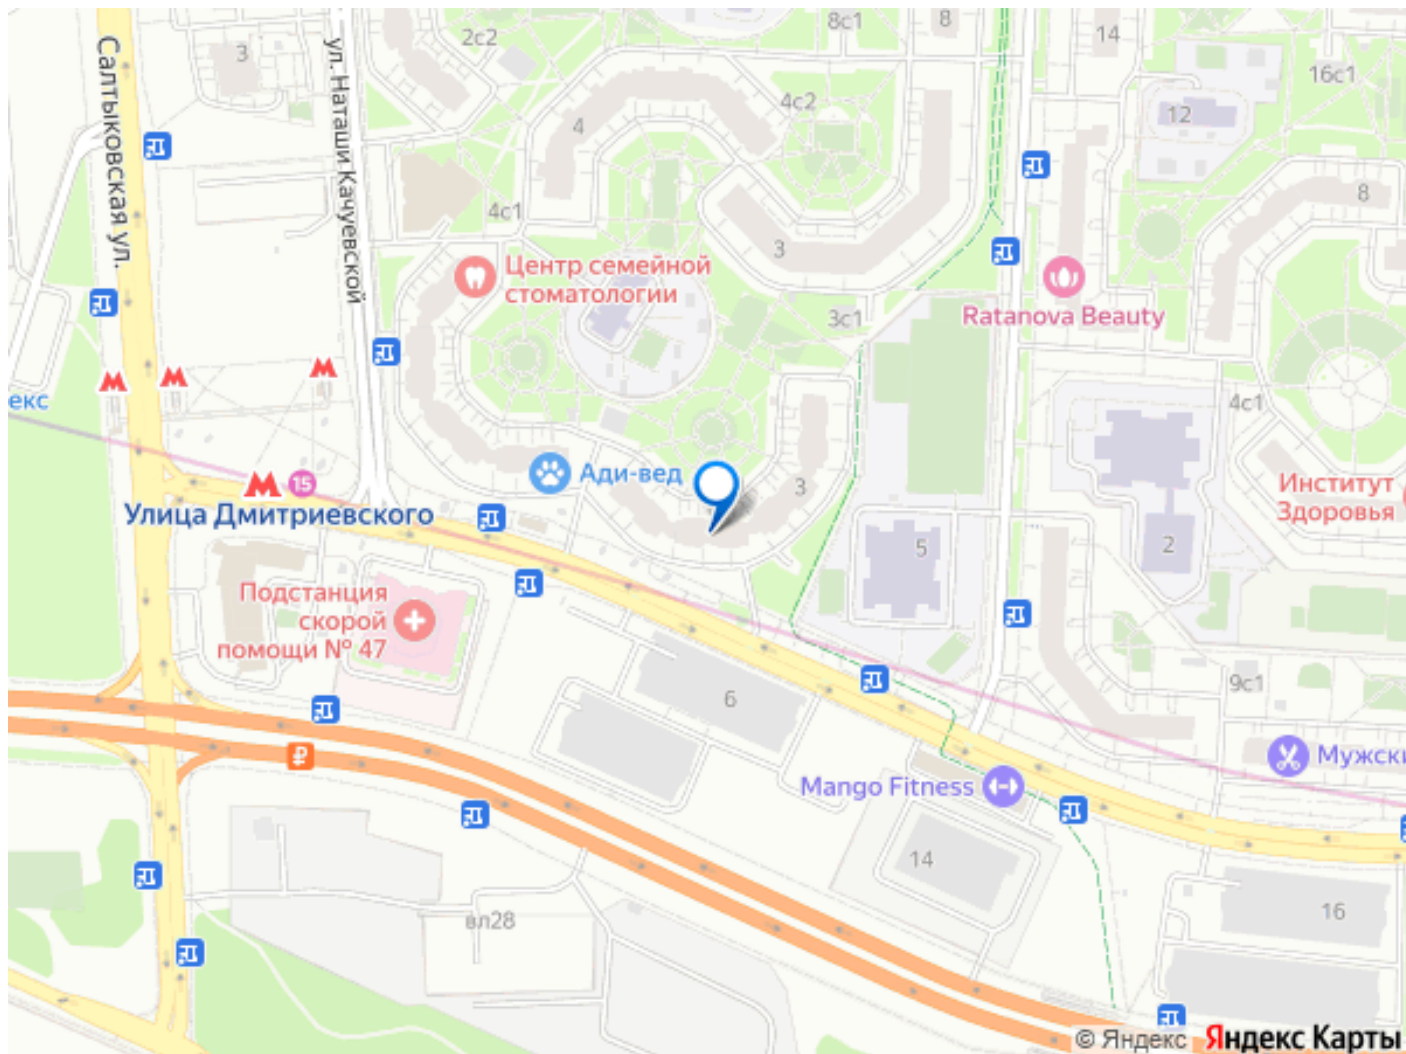 8с1
8
14
2с2
3
16с1
4с2
12
4
Салтыковская ул.
ул. Наташи Качуевской
8
4с1
3
Центр семейной
стоматологии
3с1
Ratanova Beauty
екс
4с1
Ади-вед
3
Институт
Здоровья
15
Улица Дмитриевского
5
2
Подстанция
скорой
помощи № 47
6
9с1
Мужски
Mango Fitness
14
16
вл28
© Яндекс Яндекс Карты